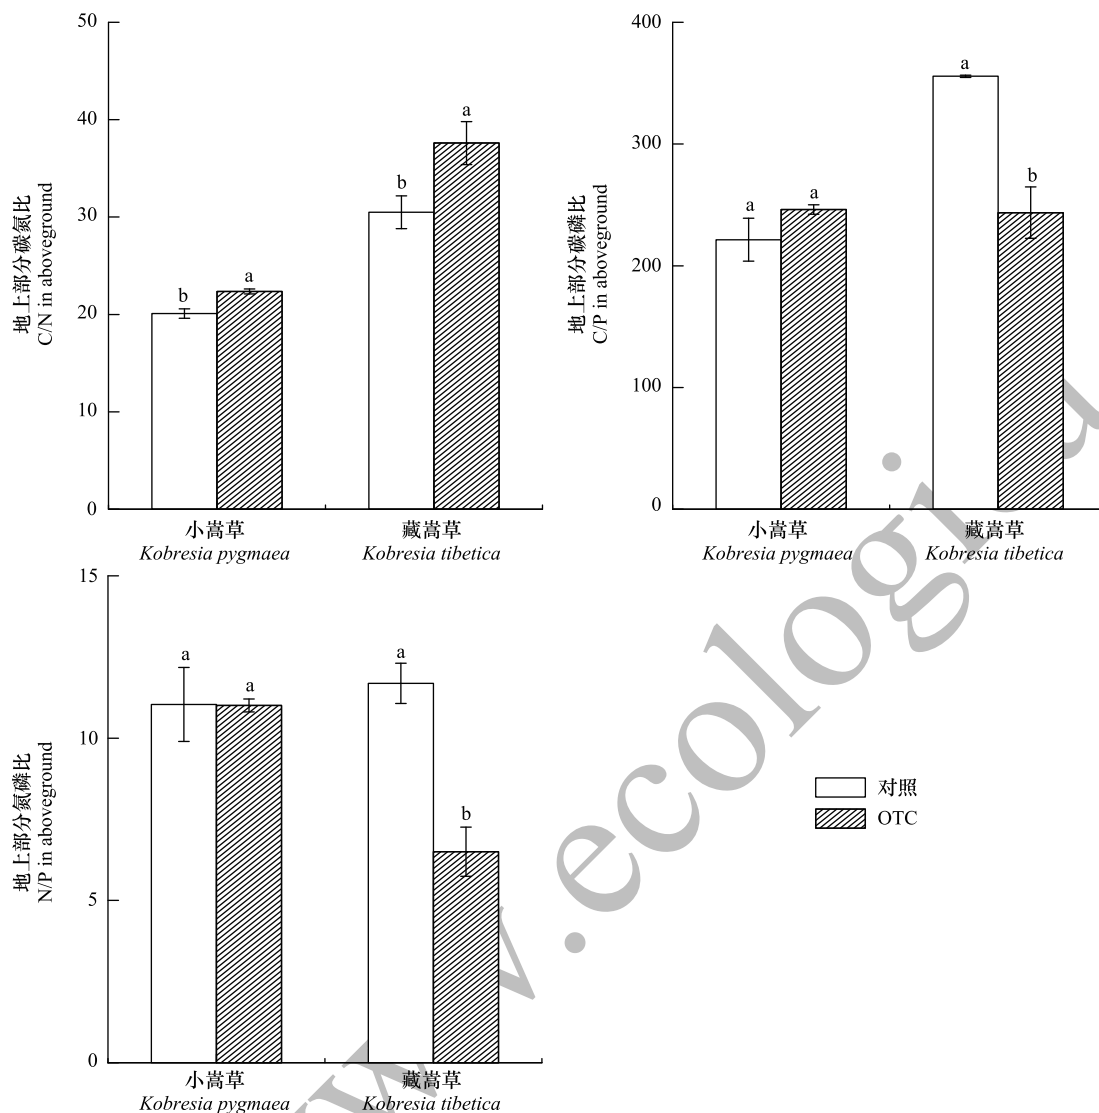 50
40
30
20
10
0
地上部分碳氮比
C/N in aboveground
b
a
b
a
小嵩草
Kobresia pygmaea
藏嵩草
Kobresia tibetica
400
300
200
100
0
地上部分碳磷比
C/P in aboveground
a
a
a
b
小嵩草
Kobresia pygmaea
藏嵩草
Kobresia tibetica
15
10
5
0
地上部分氮磷比
N/P in aboveground
a
a
a
b
小嵩草
Kobresia pygmaea
藏嵩草
Kobresia tibetica
对照
OTC
w.ecologi